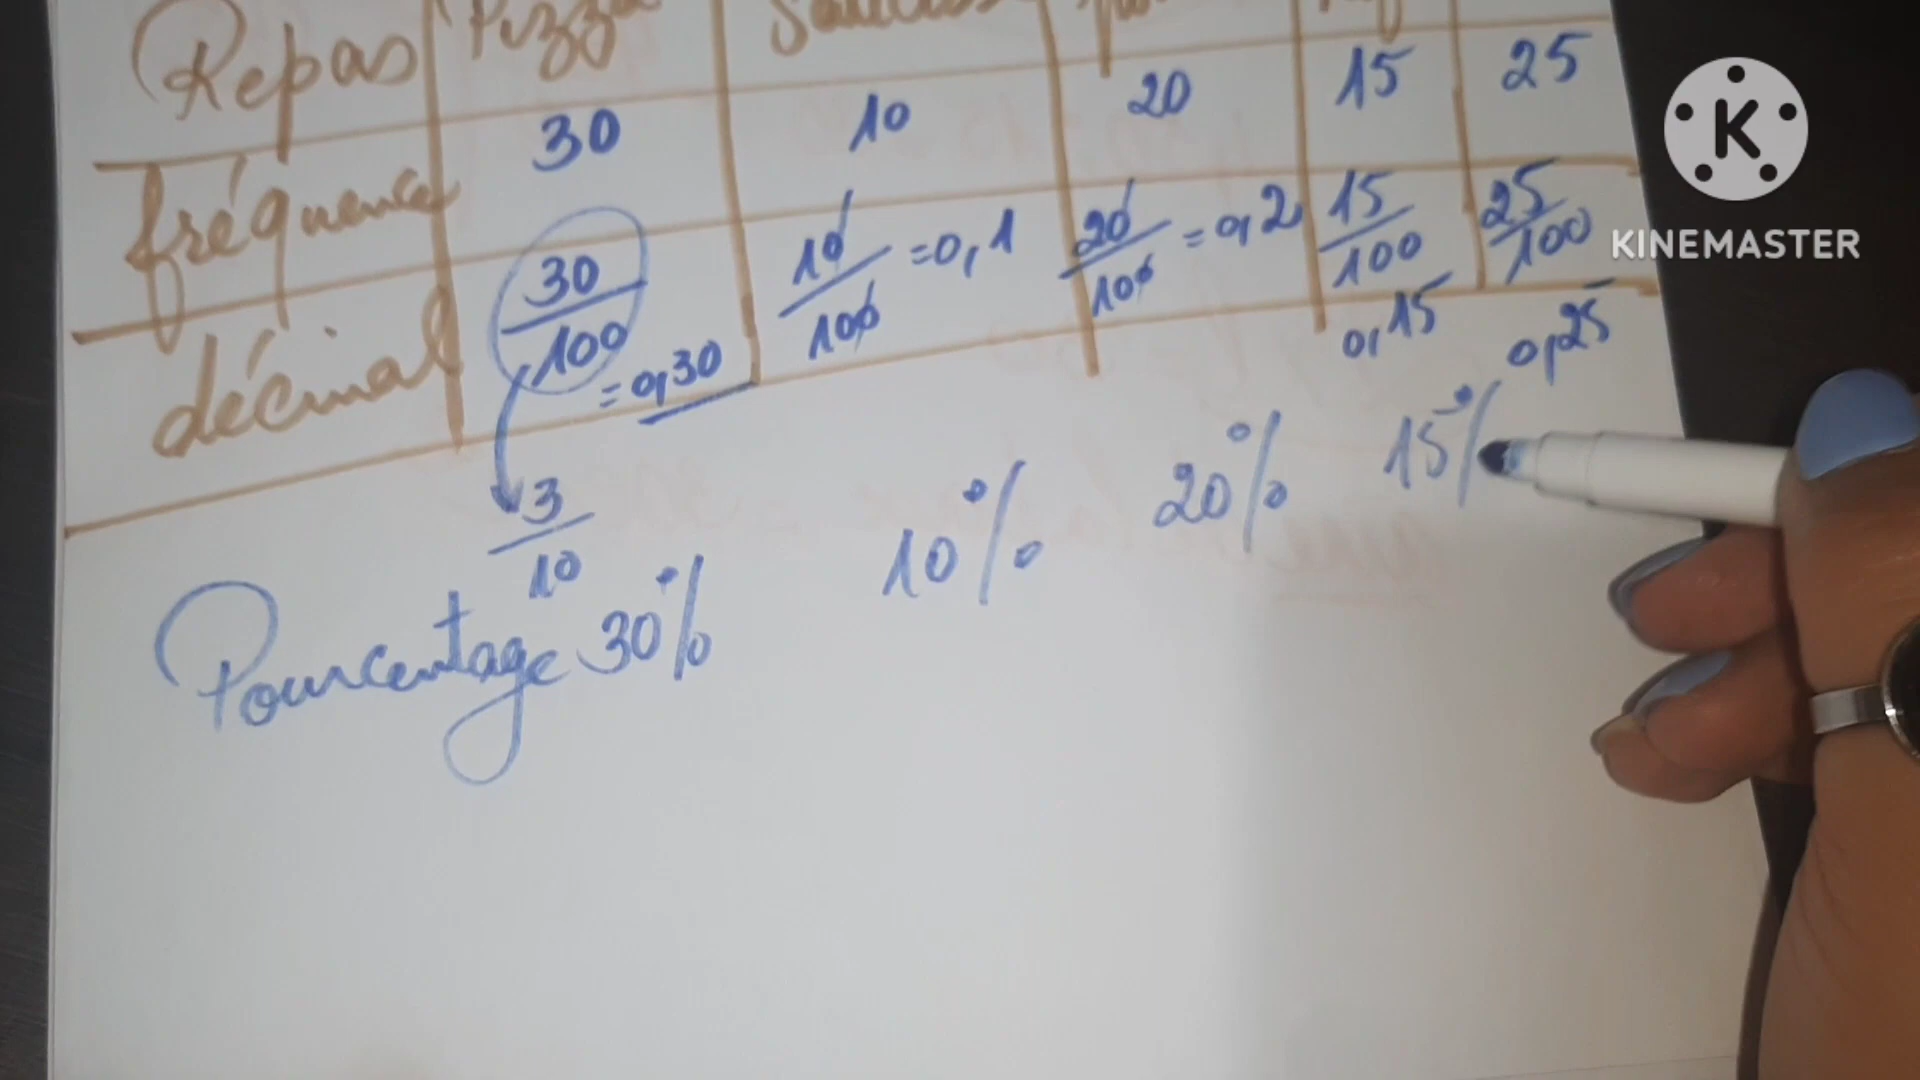 Repas Pizza
30 10 20 15 25
fréquence
30/100 10/100 =0,1 20/100 =0,2 15/100 25/100
décimal =0,30 0,15 0,25
3/10
Pourcentage 30% 10% 20% 15%
K
KINEMASTER